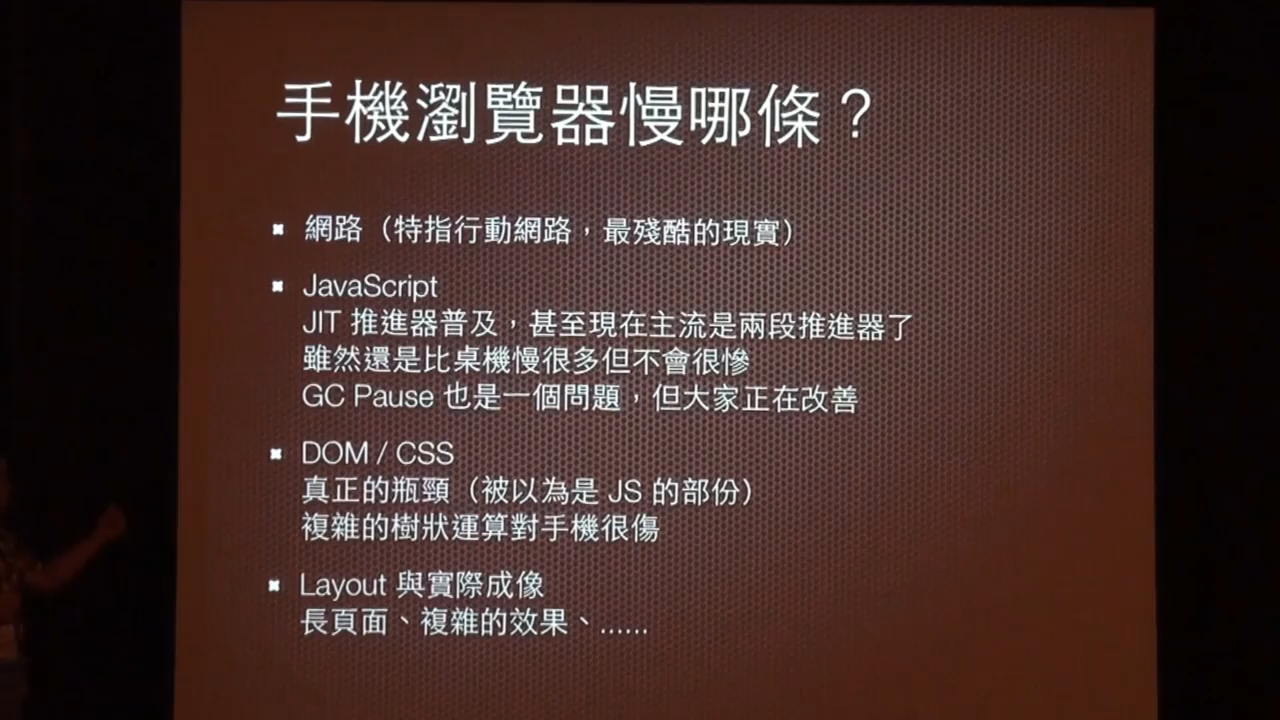 手機瀏覽器慢哪條？
網路（特指行動網路，最殘酷的現實）
JavaScript
JIT 推進器普及，甚至現在主流是兩段推進器了
雖然還是比桌機慢很多但不會很慘
GC Pause 也是一個問題，但大家正在改善
DOM / CSS
真正的瓶頸（被以為是 JS 的部份）
複雜的樹狀運算對手機很傷
Layout 與實際成像
長頁面、複雜的效果、......